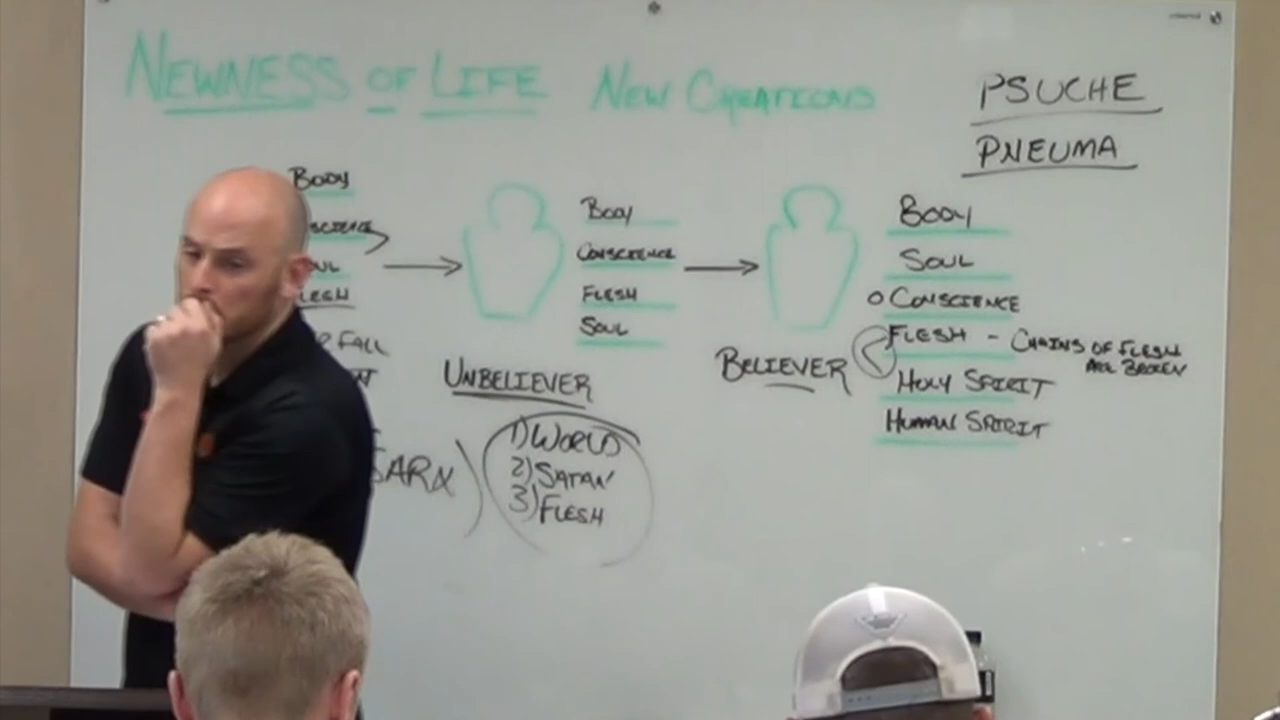 NEWNESS OF LIFE NEW CREATIONS
PSUCHE
PNEUMA
BODY
FALL
UNBELIEVER
BODY
CONSCIENCE
FLESH
SOUL
1) WORLD
2) SATAN
3) FLESH
BELIEVER
BODY
SOUL
O CONSCIENCE
FLESH - CHAINS OF FLESH
ARE BROKEN
HOLY SPIRIT
HUMAN SPIRIT